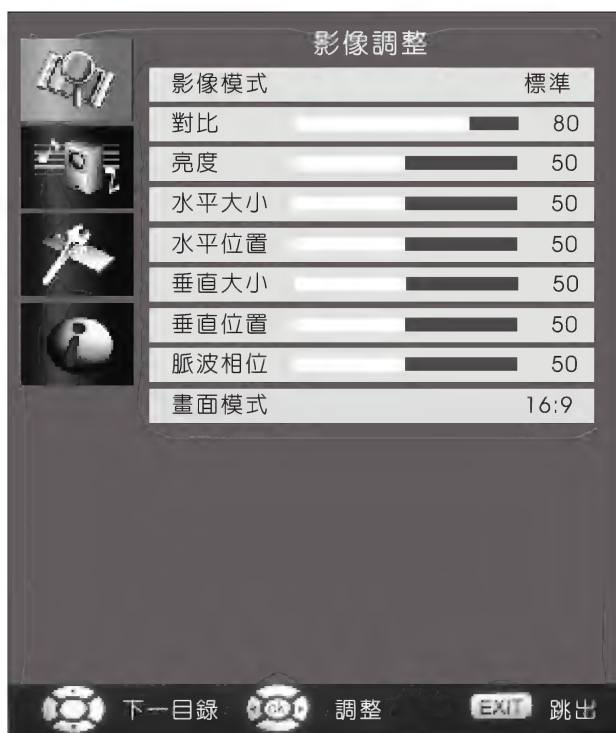 影像調整
影像模式 標準
對比 80
亮度 50
水平大小 50
水平位置 50
垂直大小 50
垂直位置 50
脈波相位 50
畫面模式 16:9
下一目錄 ok 調整 EXIT 跳出